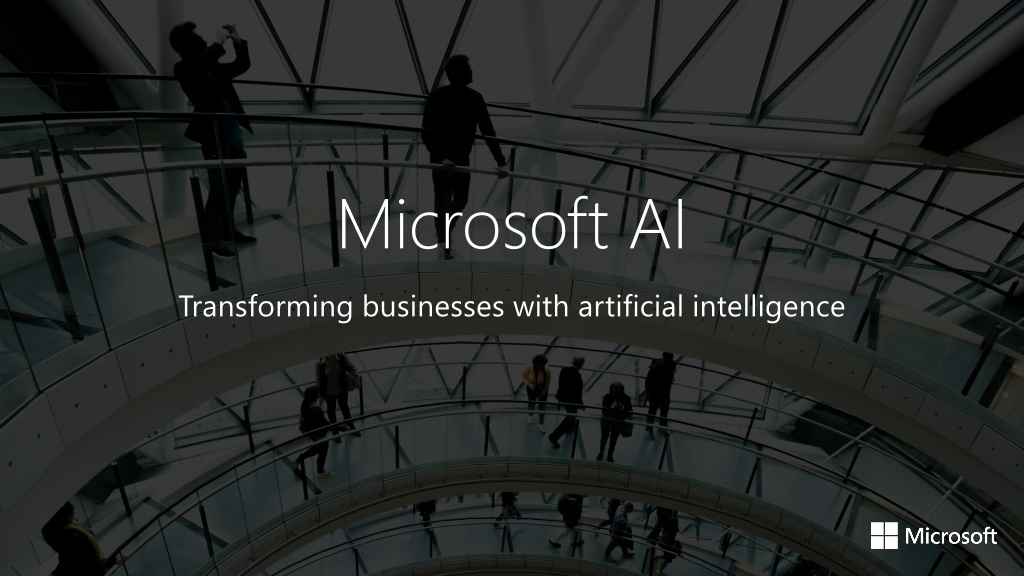 Microsoft AI
Transforming businesses with artificial intelligence
Microsoft